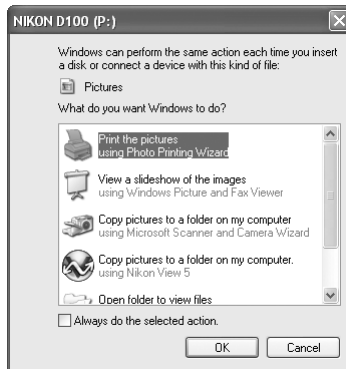 NIKON D100 (P:)
Windows can perform the same action each time you insert
a disk or connect a device with this kind of file:
Pictures
What do you want Windows to do?
Print the pictures
using Photo Printing Wizard
View a slideshow of the images
using Windows Picture and Fax Viewer
Copy pictures to a folder on my computer
using Microsoft Scanner and Camera Wizard
Copy pictures to a folder on my computer.
using Nikon View 5
Open folder to view files
Always do the selected action.
OK
Cancel